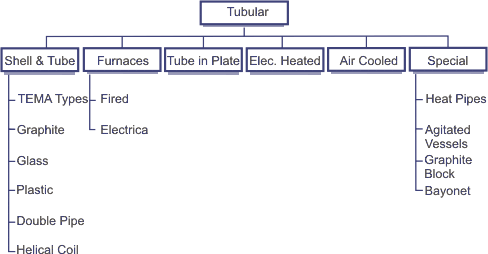 Tubular
Shell & Tube
Furnaces
Tube in Plate
Elec. Heated
Air Cooled
Special
TEMA Types
Graphite
Glass
Plastic
Double Pipe
Helical Coil
Fired
Electrica
Heat Pipes
Agitated
Vessels
Graphite
Block
Bayonet